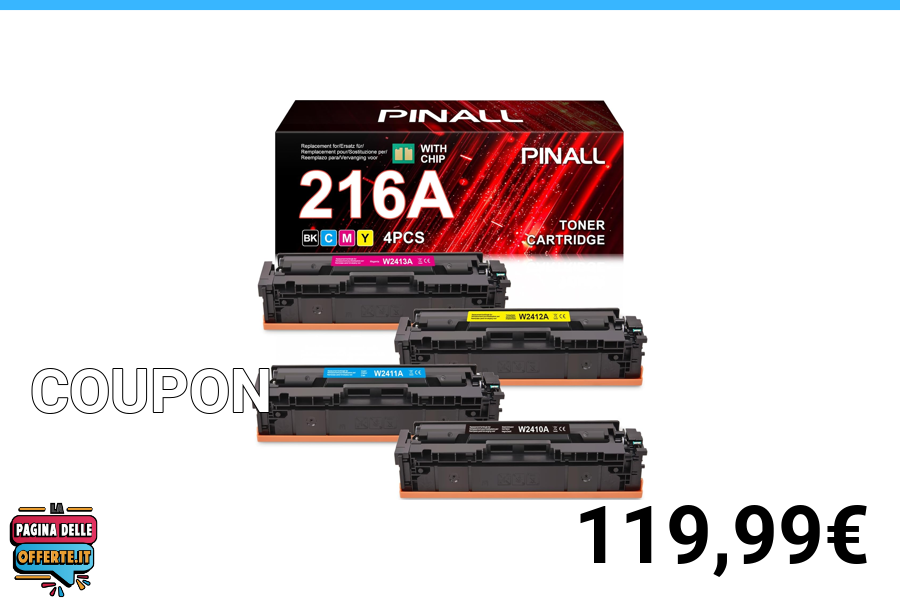 PINALL
Replacement for/Ersatz für/
Remplacement pour/Sostituzione per/
Reemplazo para/Vervanging voor
WITH
CHIP
PINALL
216A
BK C M Y 4PCS
TONER
CARTRIDGE
W2413A
W2412A
W2411A
W2410A
COUPON
LA
PAGINA DELLE
OFFERTE.IT
119,99€